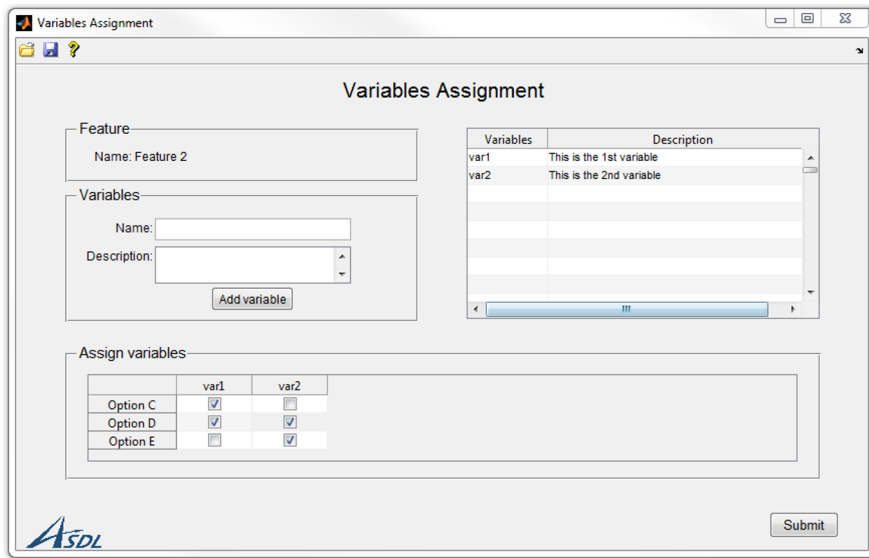 Variables Assignment
Variables Assignment
Feature
Name: Feature 2
Variables
Name:
Description:
Add variable
Variables Description
var1 This is the 1st variable
var2 This is the 2nd variable
Assign variables
var1 var2
Option C
Option D
Option E
ASDL
Submit